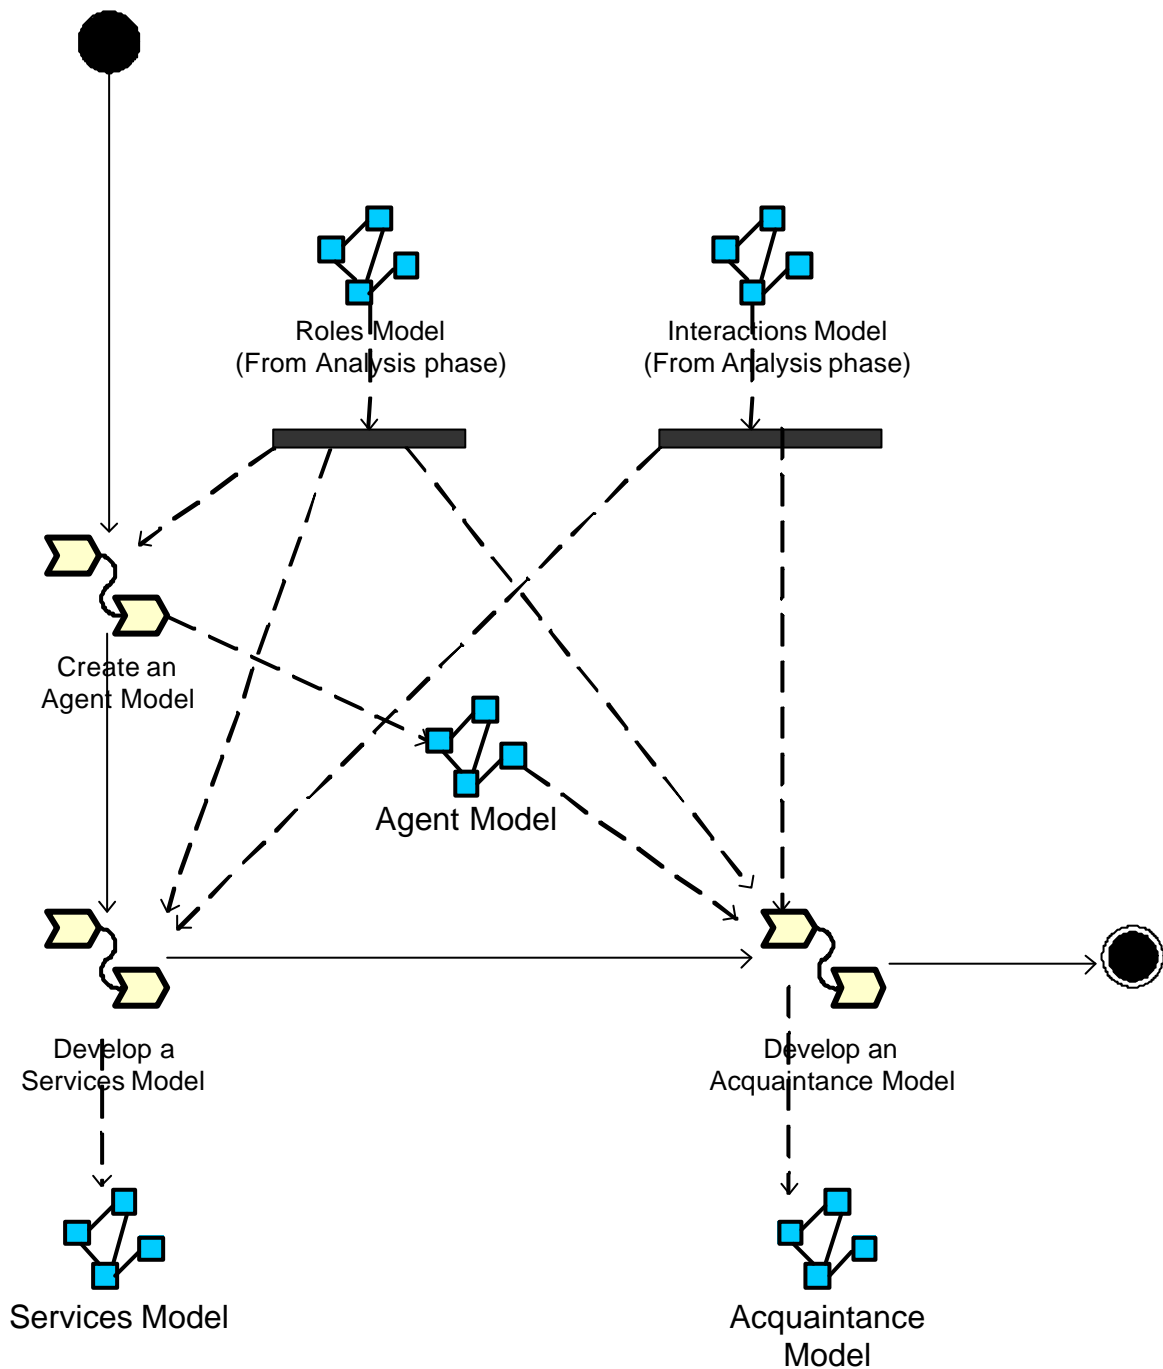 Roles Model
(From Analysis phase)
Interactions Model
(From Analysis phase)
Create an
Agent Model
Agent Model
Develop a
Services Model
Develop an
Acquaintance Model
Services Model
Acquaintance
Model